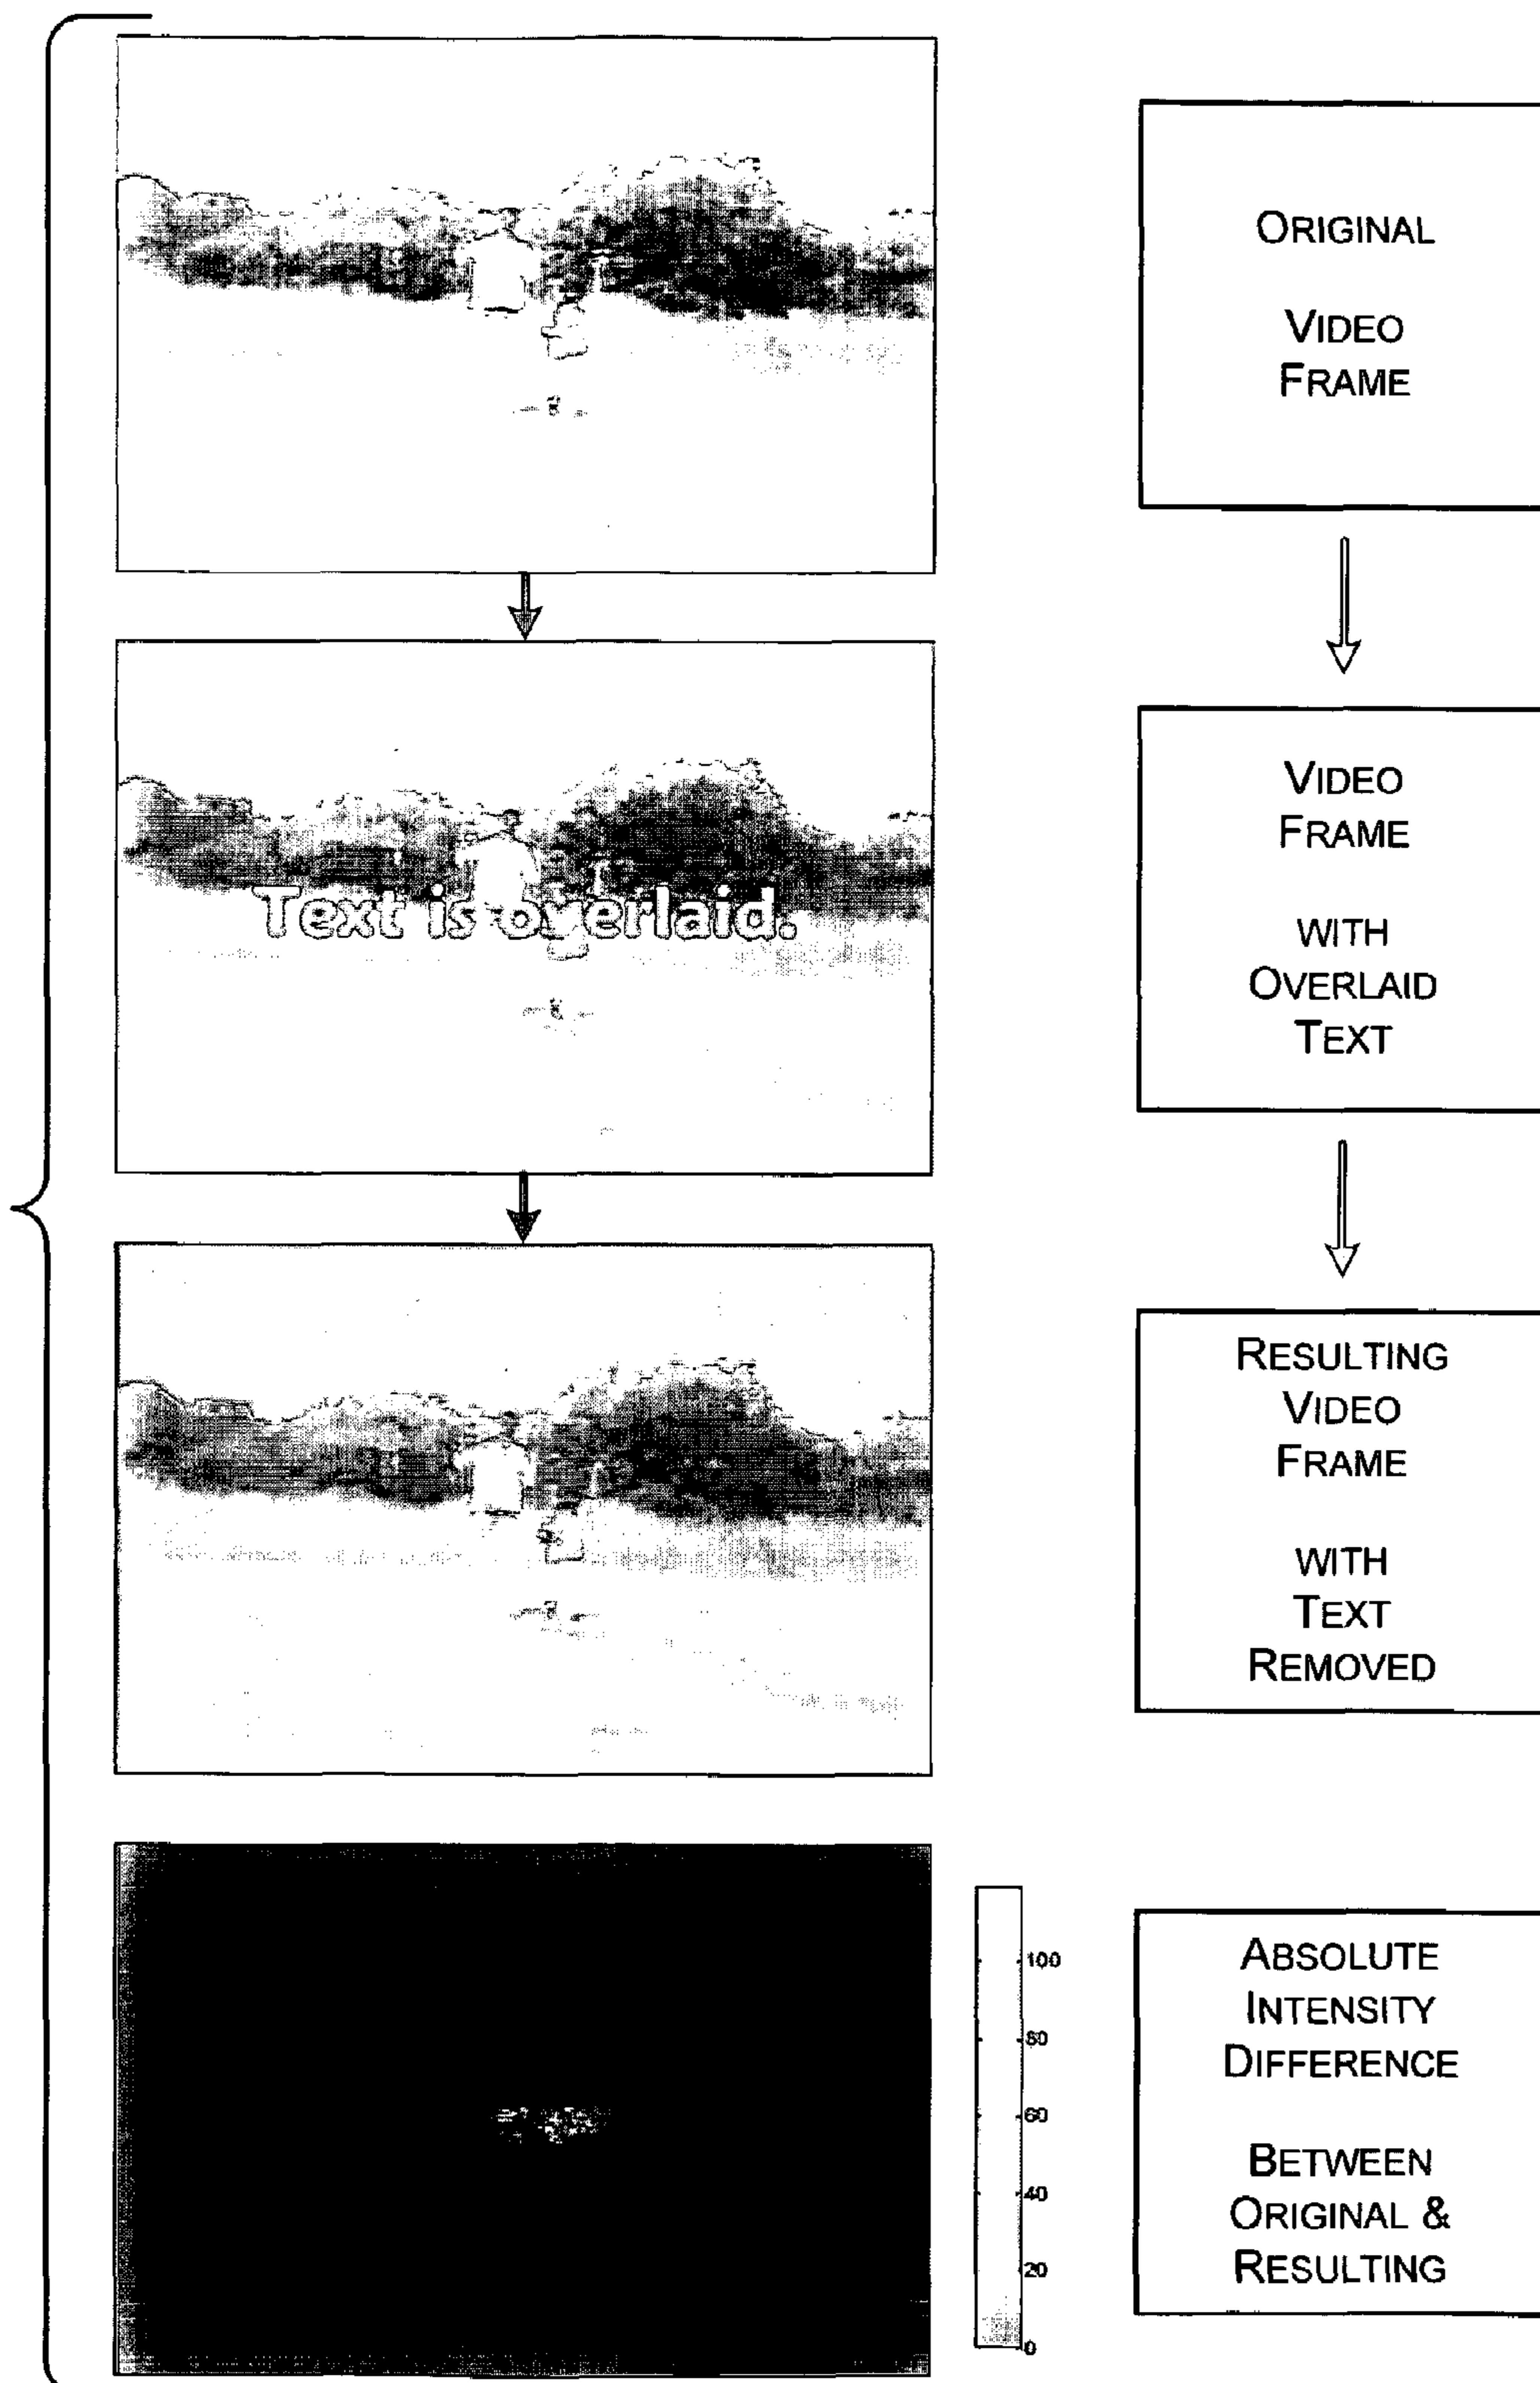 ORIGINAL
VIDEO
FRAME
Text is overlaid.
VIDEO
FRAME
WITH
OVERLAID
TEXT
RESULTING
VIDEO
FRAME
WITH
TEXT
REMOVED
100
80
60
40
20
0
ABSOLUTE
INTENSITY
DIFFERENCE
BETWEEN
ORIGINAL &
RESULTING